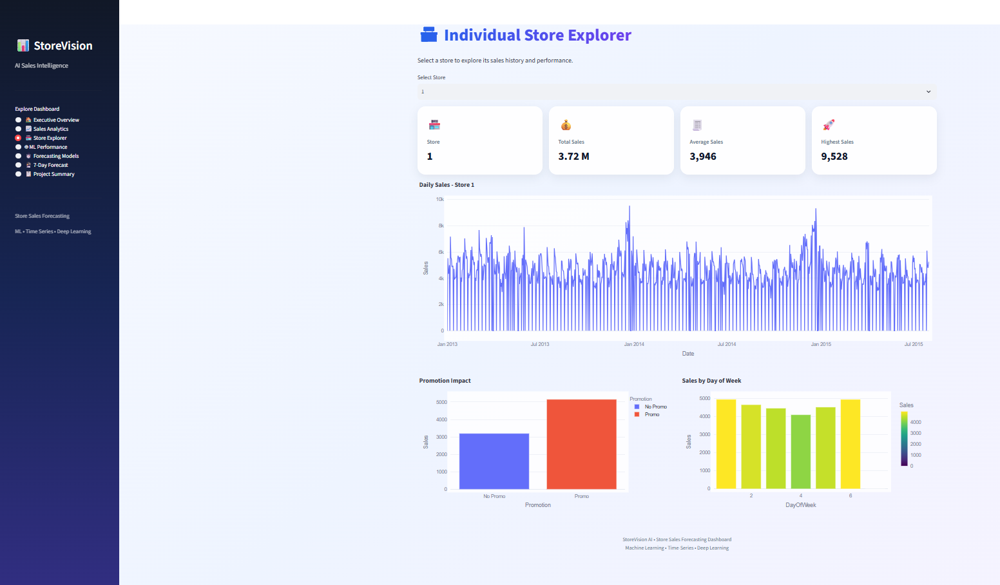 StoreVision
AI Sales Intelligence
Explore Dashboard
Executive Overview
Sales Analytics
Store Explorer
ML Performance
Forecasting Models
7-Day Forecast
Project Summary
Store Sales Forecasting
ML • Time Series • Deep Learning
Individual Store Explorer
Select a store to explore its sales history and performance.
Select Store
1
Store
1
Total Sales
3.72 M
Average Sales
3,946
Highest Sales
9,528
Daily Sales - Store 1
10k
8k
6k
4k
2k
0
Sales
Jan 2013 Jul 2013 Jan 2014 Jul 2014 Jan 2015 Jul 2015
Date
Promotion Impact
5000
4000
3000
2000
1000
0
Sales
No Promo Promo
Promotion
Promotion
No Promo
Promo
Sales by Day of Week
5000
4000
3000
2000
1000
0
Sales
2 4 6
DayOfWeek
Sales
4000
3000
2000
1000
0
StoreVision AI • Store Sales Forecasting Dashboard
Machine Learning • Time-Series • Deep Learning